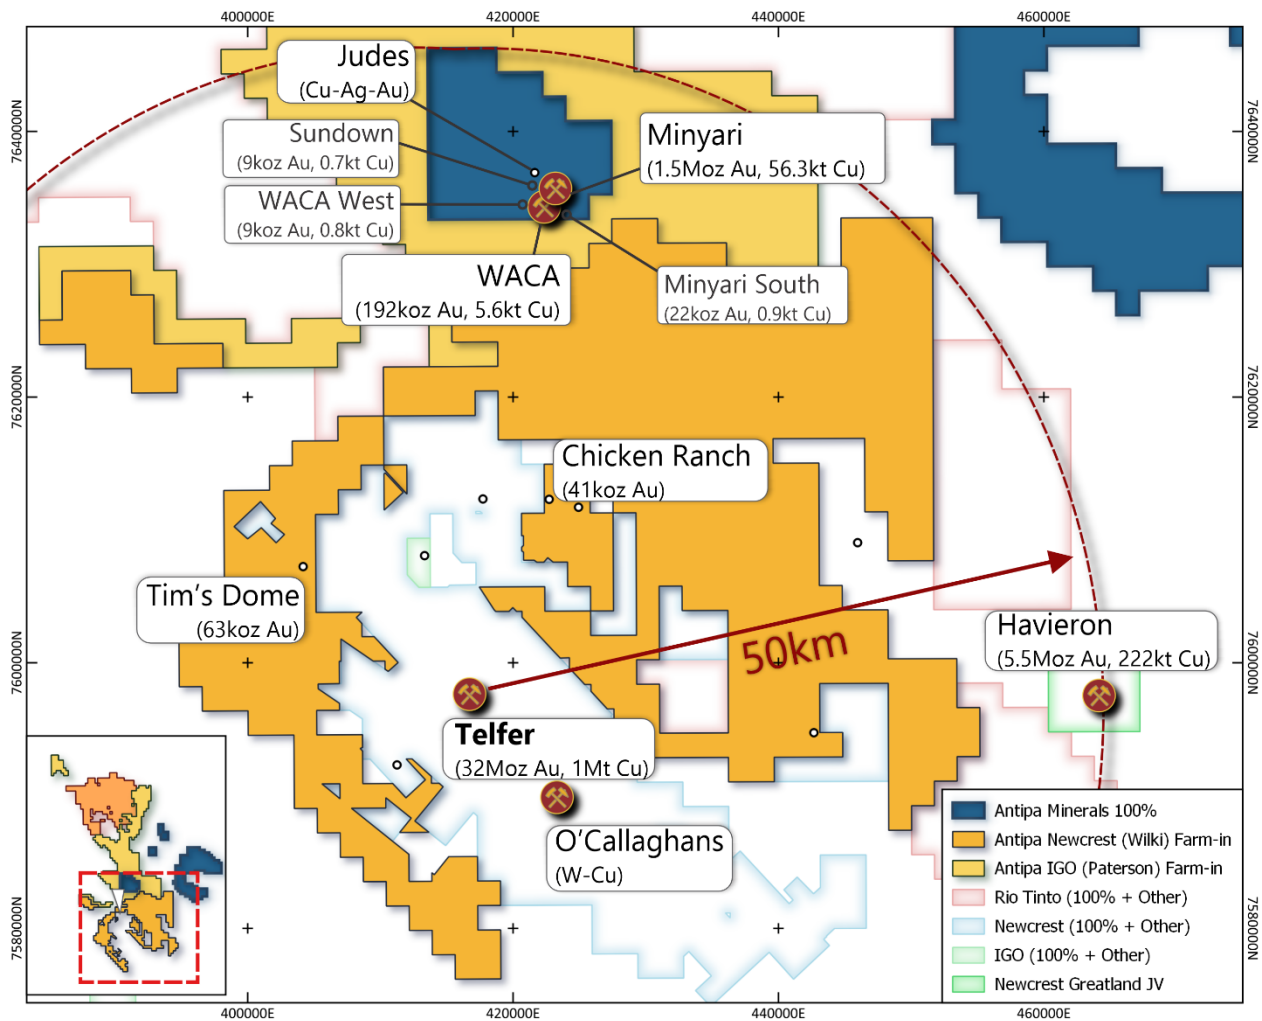 400000E
420000E
440000E
460000E
7640000N
7640000N
Judes
(Cu-Ag-Au)
Sundown
(9koz Au, 0.7kt Cu)
WACA West
(9koz Au, 0.8kt Cu)
Minyari
(1.5Moz Au, 56.3kt Cu)
WACA
(192koz Au, 5.6kt Cu)
Minyari South
(22koz Au, 0.9kt Cu)
7620000N
7620000N
Chicken Ranch
(41koz Au)
Tim's Dome
(63koz Au)
50km
Havieron
(5.5Moz Au, 222kt Cu)
7600000N
7600000N
Telfer
(32Moz Au, 1Mt Cu)
O'Callaghans
(W-Cu)
7580000N
7580000N
Antipa Minerals 100%
Antipa Newcrest (Wilki) Farm-in
Antipa IGO (Paterson) Farm-in
Rio Tinto (100% + Other)
Newcrest (100% + Other)
IGO (100% + Other)
Newcrest Greatland JV
400000E
420000E
440000E
460000E